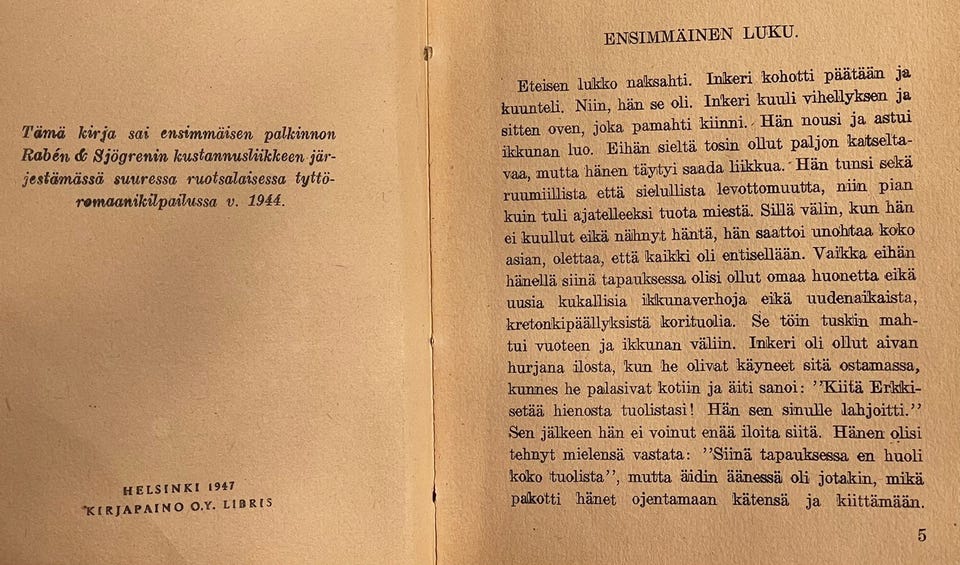 Tämä kirja sai ensimmäisen palkinnon
Rabén & Sjögrenin kustannusliikkeen jär-
jestämässä suuressa ruotsalaisessa tyttö-
romaanikilpailussa v. 1944.
HELSINKI 1947
KIRJAPAINO O.Y. LIBRIS
ENSIMMÄINEN LUKU.
Eteisen lukko naksahti. Inkeri kohotti päätään ja
kuunteli. Niin, hän se oli. Inkeri kuuli vihellyksen ja
sitten oven, joka pamahti kiinni. Hän nousi ja astui
ikkunan luo. Eihän sieltä tosin ollut paljon katselta-
vaa, mutta hänen täytyi saada liikkua. Hän tunsi sekä
ruumiillista että sielullista levottomuutta, niin pian
kuin tuli ajatelleeksi tuota miestä. Sillä välin, kun hän
ei kuullut eikä nähnyt häntä, hän saattoi unohtaa koko
asian, olettaa, että kaikki oli entisellään. Vaikka eihän
hänellä siinä tapauksessa olisi ollut omaa huonetta eikä
uusia kukallisia ikkunaverhoja eikä uudenaikaista,
kretonkipäällyksistä korituolia. Se töin tuskin mah-
tui vuoteen ja ikkunan väliin. Inkeri oli ollut aivan
hurjana ilosta, kun he olivat käyneet sitä ostamassa,
kunnes he palasivat kotiin ja äiti sanoi: ”Kiitä Erkki-
setää hienosta tuolistasi! Hän sen sinulle lahjoitti.”
Sen jälkeen hän ei voinut enää iloita siitä. Hänen olisi
tehnyt mielensä vastata: ”Siinä tapauksessa en huoli
koko tuolista”, mutta äidin äänessä oli jotakin, mikä
pakotti hänet ojentamaan kätensä ja kiittämään.
5